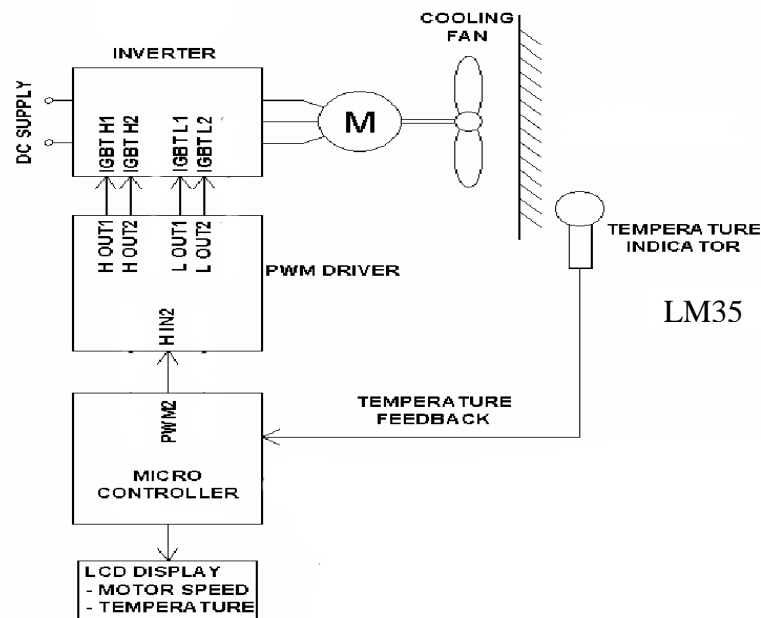 COOLING
FAN
INVERTER
DC SUPPLY
IGBT H1
IGBT H2
IGBT L1
IGBT L2
M
H OUT1
H OUT2
L OUT1
L OUT2
PWM DRIVER
H IN2
TEMPERATURE
INDICATOR
LM35
TEMPERATURE
FEEDBACK
PWM2
MICRO
CONTROLLER
LCD DISPLAY
- MOTOR SPEED
- TEMPERATURE